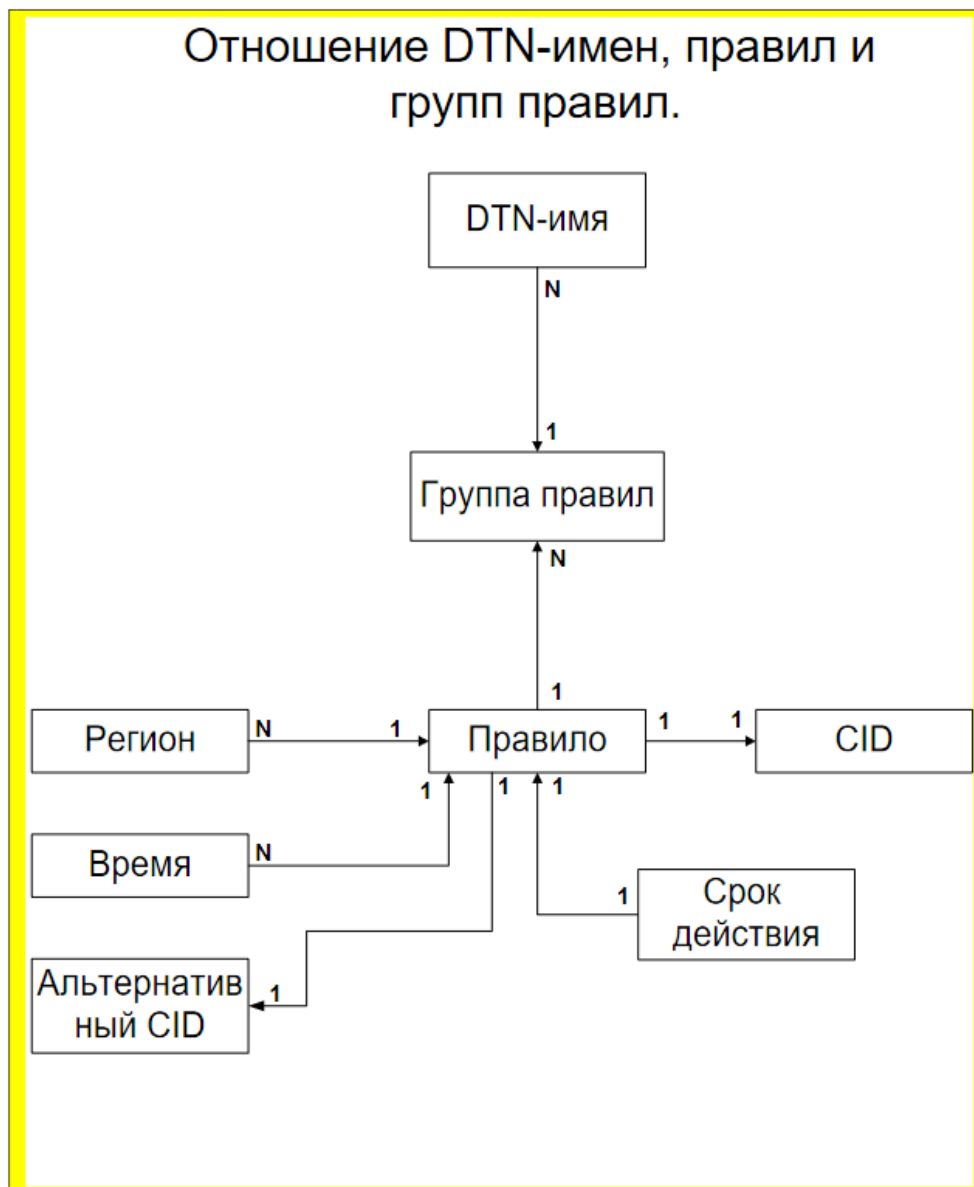 Отношение DTN-имен, правил и
групп правил.
DTN-имя
N
1
Группа правил
N
1
Регион
N
1
Правило
1
1
CID
1
1
1
Время
N
1
Срок
действия
Альтернатив
ный CID
1